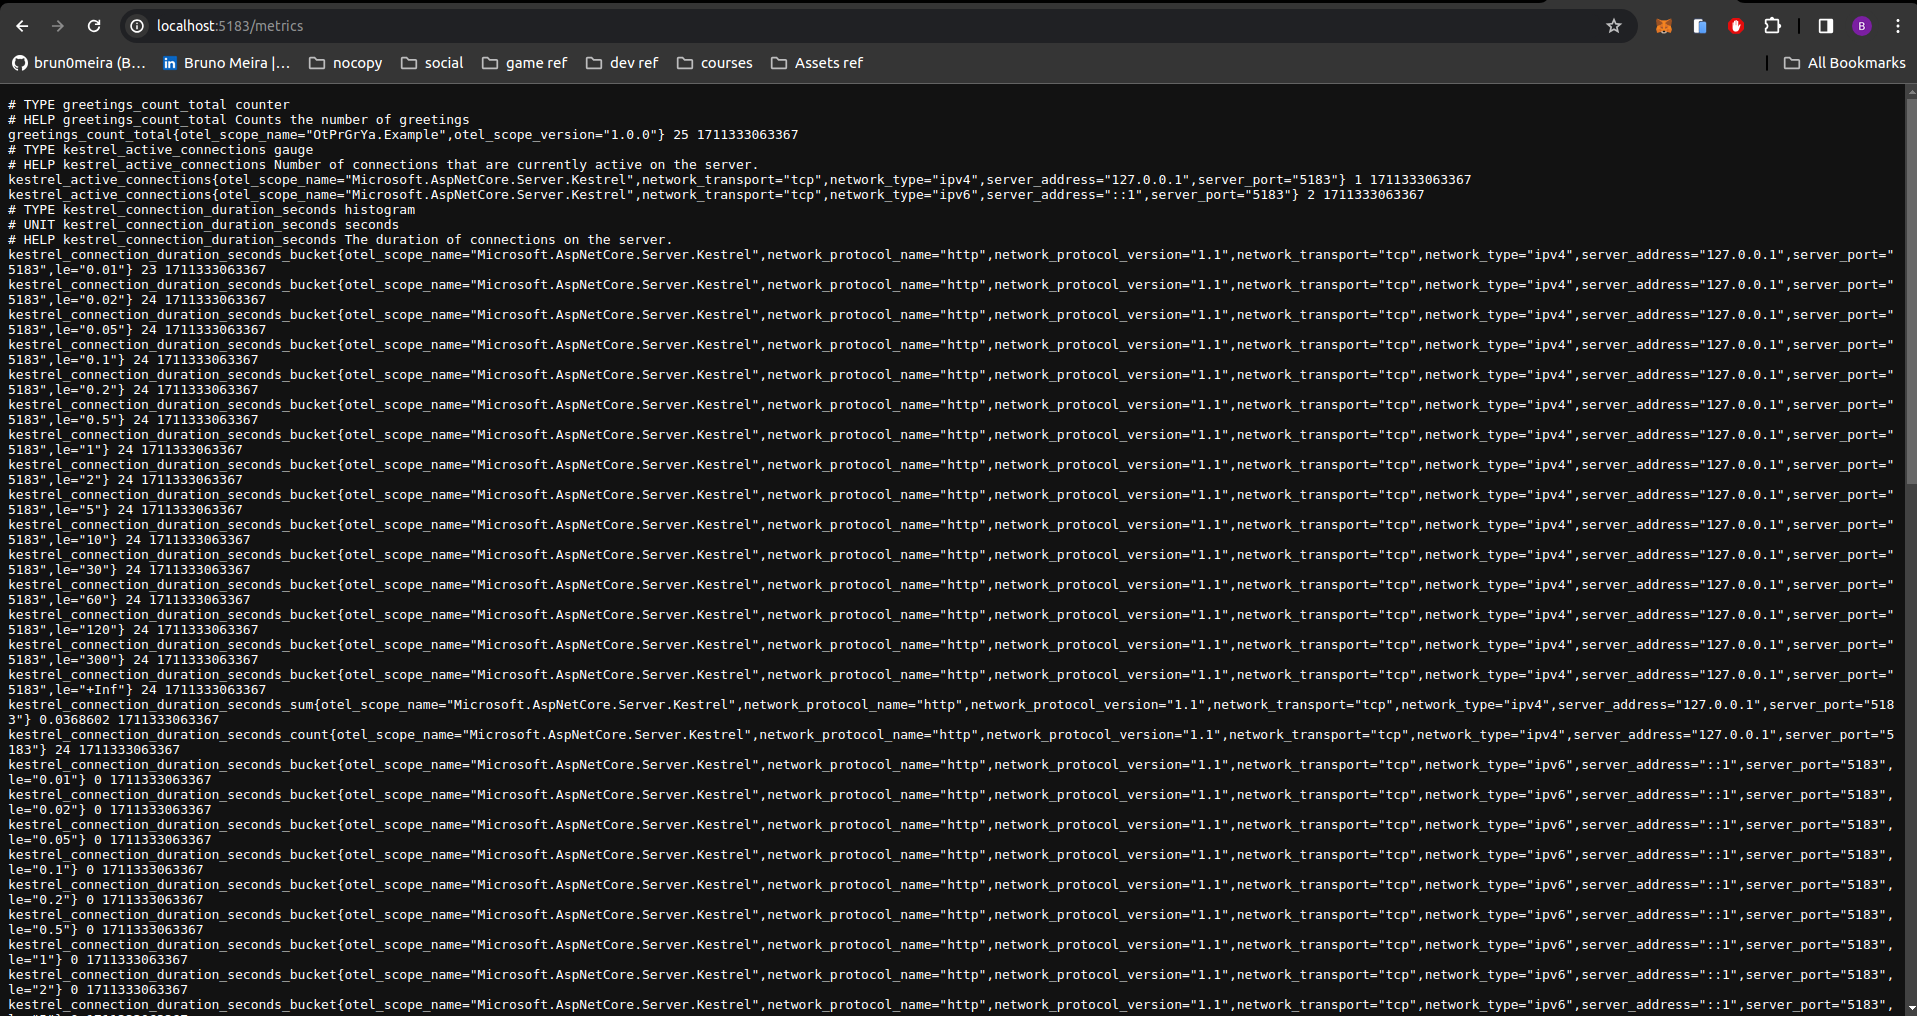 localhost:5183/metrics
B
brun0meira (B... Bruno Meira |... nocopy social game ref dev ref courses Assets ref All Bookmarks
# TYPE greetings_count_total counter
# HELP greetings_count_total Counts the number of greetings
greetings_count_total{otel_scope_name="OtPrGrYa.Example",otel_scope_version="1.0.0"} 25 1711333063367
# TYPE kestrel_active_connections gauge
# HELP kestrel_active_connections Number of connections that are currently active on the server.
kestrel_active_connections{otel_scope_name="Microsoft.AspNetCore.Server.Kestrel",network_transport="tcp",network_type="ipv4",server_address="127.0.0.1",server_port="5183"} 1 1711333063367
kestrel_active_connections{otel_scope_name="Microsoft.AspNetCore.Server.Kestrel",network_transport="tcp",network_type="ipv6",server_address="::1",server_port="5183"} 2 1711333063367
# TYPE kestrel_connection_duration_seconds histogram
# UNIT kestrel_connection_duration_seconds seconds
# HELP kestrel_connection_duration_seconds The duration of connections on the server.
kestrel_connection_duration_seconds_bucket{otel_scope_name="Microsoft.AspNetCore.Server.Kestrel",network_protocol_name="http",network_protocol_version="1.1",network_transport="tcp",network_type="ipv4",server_address="127.0.0.1",server_port="
5183",le="0.01"} 23 1711333063367
kestrel_connection_duration_seconds_bucket{otel_scope_name="Microsoft.AspNetCore.Server.Kestrel",network_protocol_name="http",network_protocol_version="1.1",network_transport="tcp",network_type="ipv4",server_address="127.0.0.1",server_port="
5183",le="0.02"} 24 1711333063367
kestrel_connection_duration_seconds_bucket{otel_scope_name="Microsoft.AspNetCore.Server.Kestrel",network_protocol_name="http",network_protocol_version="1.1",network_transport="tcp",network_type="ipv4",server_address="127.0.0.1",server_port="
5183",le="0.05"} 24 1711333063367
kestrel_connection_duration_seconds_bucket{otel_scope_name="Microsoft.AspNetCore.Server.Kestrel",network_protocol_name="http",network_protocol_version="1.1",network_transport="tcp",network_type="ipv4",server_address="127.0.0.1",server_port="
5183",le="0.1"} 24 1711333063367
kestrel_connection_duration_seconds_bucket{otel_scope_name="Microsoft.AspNetCore.Server.Kestrel",network_protocol_name="http",network_protocol_version="1.1",network_transport="tcp",network_type="ipv4",server_address="127.0.0.1",server_port="
5183",le="0.2"} 24 1711333063367
kestrel_connection_duration_seconds_bucket{otel_scope_name="Microsoft.AspNetCore.Server.Kestrel",network_protocol_name="http",network_protocol_version="1.1",network_transport="tcp",network_type="ipv4",server_address="127.0.0.1",server_port="
5183",le="0.5"} 24 1711333063367
kestrel_connection_duration_seconds_bucket{otel_scope_name="Microsoft.AspNetCore.Server.Kestrel",network_protocol_name="http",network_protocol_version="1.1",network_transport="tcp",network_type="ipv4",server_address="127.0.0.1",server_port="
5183",le="1"} 24 1711333063367
kestrel_connection_duration_seconds_bucket{otel_scope_name="Microsoft.AspNetCore.Server.Kestrel",network_protocol_name="http",network_protocol_version="1.1",network_transport="tcp",network_type="ipv4",server_address="127.0.0.1",server_port="
5183",le="2"} 24 1711333063367
kestrel_connection_duration_seconds_bucket{otel_scope_name="Microsoft.AspNetCore.Server.Kestrel",network_protocol_name="http",network_protocol_version="1.1",network_transport="tcp",network_type="ipv4",server_address="127.0.0.1",server_port="
5183",le="5"} 24 1711333063367
kestrel_connection_duration_seconds_bucket{otel_scope_name="Microsoft.AspNetCore.Server.Kestrel",network_protocol_name="http",network_protocol_version="1.1",network_transport="tcp",network_type="ipv4",server_address="127.0.0.1",server_port="
5183",le="10"} 24 1711333063367
kestrel_connection_duration_seconds_bucket{otel_scope_name="Microsoft.AspNetCore.Server.Kestrel",network_protocol_name="http",network_protocol_version="1.1",network_transport="tcp",network_type="ipv4",server_address="127.0.0.1",server_port="
5183",le="30"} 24 1711333063367
kestrel_connection_duration_seconds_bucket{otel_scope_name="Microsoft.AspNetCore.Server.Kestrel",network_protocol_name="http",network_protocol_version="1.1",network_transport="tcp",network_type="ipv4",server_address="127.0.0.1",server_port="
5183",le="60"} 24 1711333063367
kestrel_connection_duration_seconds_bucket{otel_scope_name="Microsoft.AspNetCore.Server.Kestrel",network_protocol_name="http",network_protocol_version="1.1",network_transport="tcp",network_type="ipv4",server_address="127.0.0.1",server_port="
5183",le="120"} 24 1711333063367
kestrel_connection_duration_seconds_bucket{otel_scope_name="Microsoft.AspNetCore.Server.Kestrel",network_protocol_name="http",network_protocol_version="1.1",network_transport="tcp",network_type="ipv4",server_address="127.0.0.1",server_port="
5183",le="300"} 24 1711333063367
kestrel_connection_duration_seconds_bucket{otel_scope_name="Microsoft.AspNetCore.Server.Kestrel",network_protocol_name="http",network_protocol_version="1.1",network_transport="tcp",network_type="ipv4",server_address="127.0.0.1",server_port="
5183",le="+Inf"} 24 1711333063367
kestrel_connection_duration_seconds_sum{otel_scope_name="Microsoft.AspNetCore.Server.Kestrel",network_protocol_name="http",network_protocol_version="1.1",network_transport="tcp",network_type="ipv4",server_address="127.0.0.1",server_port="518
3"} 0.0368602 1711333063367
kestrel_connection_duration_seconds_count{otel_scope_name="Microsoft.AspNetCore.Server.Kestrel",network_protocol_name="http",network_protocol_version="1.1",network_transport="tcp",network_type="ipv4",server_address="127.0.0.1",server_port="5
183"} 24 1711333063367
kestrel_connection_duration_seconds_bucket{otel_scope_name="Microsoft.AspNetCore.Server.Kestrel",network_protocol_name="http",network_protocol_version="1.1",network_transport="tcp",network_type="ipv6",server_address="::1",server_port="5183",
le="0.01"} 0 1711333063367
kestrel_connection_duration_seconds_bucket{otel_scope_name="Microsoft.AspNetCore.Server.Kestrel",network_protocol_name="http",network_protocol_version="1.1",network_transport="tcp",network_type="ipv6",server_address="::1",server_port="5183",
le="0.02"} 0 1711333063367
kestrel_connection_duration_seconds_bucket{otel_scope_name="Microsoft.AspNetCore.Server.Kestrel",network_protocol_name="http",network_protocol_version="1.1",network_transport="tcp",network_type="ipv6",server_address="::1",server_port="5183",
le="0.05"} 0 1711333063367
kestrel_connection_duration_seconds_bucket{otel_scope_name="Microsoft.AspNetCore.Server.Kestrel",network_protocol_name="http",network_protocol_version="1.1",network_transport="tcp",network_type="ipv6",server_address="::1",server_port="5183",
le="0.1"} 0 1711333063367
kestrel_connection_duration_seconds_bucket{otel_scope_name="Microsoft.AspNetCore.Server.Kestrel",network_protocol_name="http",network_protocol_version="1.1",network_transport="tcp",network_type="ipv6",server_address="::1",server_port="5183",
le="0.2"} 0 1711333063367
kestrel_connection_duration_seconds_bucket{otel_scope_name="Microsoft.AspNetCore.Server.Kestrel",network_protocol_name="http",network_protocol_version="1.1",network_transport="tcp",network_type="ipv6",server_address="::1",server_port="5183",
le="0.5"} 0 1711333063367
kestrel_connection_duration_seconds_bucket{otel_scope_name="Microsoft.AspNetCore.Server.Kestrel",network_protocol_name="http",network_protocol_version="1.1",network_transport="tcp",network_type="ipv6",server_address="::1",server_port="5183",
le="1"} 0 1711333063367
kestrel_connection_duration_seconds_bucket{otel_scope_name="Microsoft.AspNetCore.Server.Kestrel",network_protocol_name="http",network_protocol_version="1.1",network_transport="tcp",network_type="ipv6",server_address="::1",server_port="5183",
le="2"} 0 1711333063367
kestrel_connection_duration_seconds_bucket{otel_scope_name="Microsoft.AspNetCore.Server.Kestrel",network_protocol_name="http",network_protocol_version="1.1",network_transport="tcp",network_type="ipv6",server_address="::1",server_port="5183",